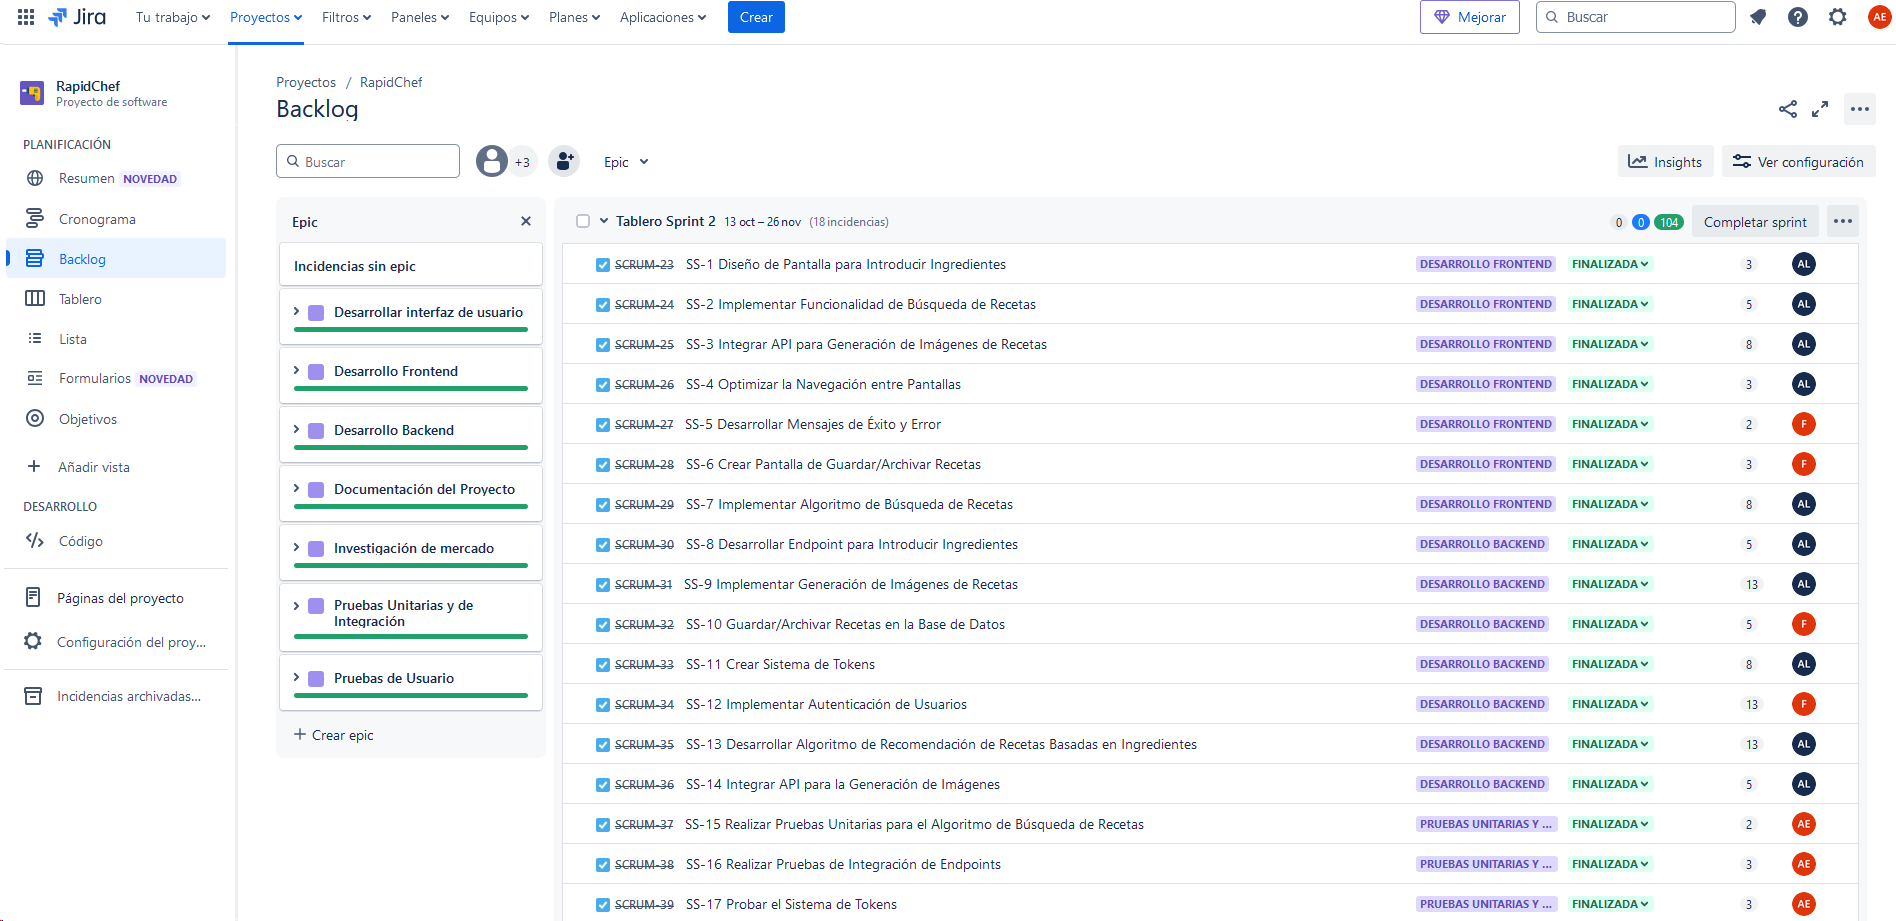 Jira Tu trabajo Proyectos Filtros Paneles Equipos Planes Aplicaciones Crear Mejorar Buscar AE
RapidChef
Proyecto de software
PLANIFICACIÓN
Resumen NOVEDAD
Cronograma
Backlog
Tablero
Lista
Formularios NOVEDAD
Objetivos
Añadir vista
DESARROLLO
Código
Páginas del proyecto
Configuración del proy...
Incidencias archivadas...
Proyectos / RapidChef
Backlog
Buscar +3 Epic Insights Ver configuración
Epic
Incidencias sin epic
Desarrollar interfaz de usuario
Desarrollo Frontend
Desarrollo Backend
Documentación del Proyecto
Investigación de mercado
Pruebas Unitarias y de
Integración
Pruebas de Usuario
Crear epic
Tablero Sprint 2 13 oct – 26 nov (18 incidencias) 0 0 104 Completar sprint
SCRUM-23 SS-1 Diseño de Pantalla para Introducir Ingredientes DESARROLLO FRONTEND FINALIZADA 3 AL
SCRUM-24 SS-2 Implementar Funcionalidad de Búsqueda de Recetas DESARROLLO FRONTEND FINALIZADA 5 AL
SCRUM-25 SS-3 Integrar API para Generación de Imágenes de Recetas DESARROLLO FRONTEND FINALIZADA 8 AL
SCRUM-26 SS-4 Optimizar la Navegación entre Pantallas DESARROLLO FRONTEND FINALIZADA 3 AL
SCRUM-27 SS-5 Desarrollar Mensajes de Éxito y Error DESARROLLO FRONTEND FINALIZADA 2 F
SCRUM-28 SS-6 Crear Pantalla de Guardar/Archivar Recetas DESARROLLO FRONTEND FINALIZADA 3 F
SCRUM-29 SS-7 Implementar Algoritmo de Búsqueda de Recetas DESARROLLO FRONTEND FINALIZADA 8 AL
SCRUM-30 SS-8 Desarrollar Endpoint para Introducir Ingredientes DESARROLLO BACKEND FINALIZADA 5 AL
SCRUM-31 SS-9 Implementar Generación de Imágenes de Recetas DESARROLLO BACKEND FINALIZADA 13 AL
SCRUM-32 SS-10 Guardar/Archivar Recetas en la Base de Datos DESARROLLO BACKEND FINALIZADA 5 F
SCRUM-33 SS-11 Crear Sistema de Tokens DESARROLLO BACKEND FINALIZADA 8 AL
SCRUM-34 SS-12 Implementar Autenticación de Usuarios DESARROLLO BACKEND FINALIZADA 13 F
SCRUM-35 SS-13 Desarrollar Algoritmo de Recomendación de Recetas Basadas en Ingredientes DESARROLLO BACKEND FINALIZADA 13 AL
SCRUM-36 SS-14 Integrar API para la Generación de Imágenes DESARROLLO BACKEND FINALIZADA 5 AL
SCRUM-37 SS-15 Realizar Pruebas Unitarias para el Algoritmo de Búsqueda de Recetas PRUEBAS UNITARIAS Y ... FINALIZADA 2 AE
SCRUM-38 SS-16 Realizar Pruebas de Integración de Endpoints PRUEBAS UNITARIAS Y ... FINALIZADA 3 AE
SCRUM-39 SS-17 Probar el Sistema de Tokens PRUEBAS UNITARIAS Y ... FINALIZADA 3 AE